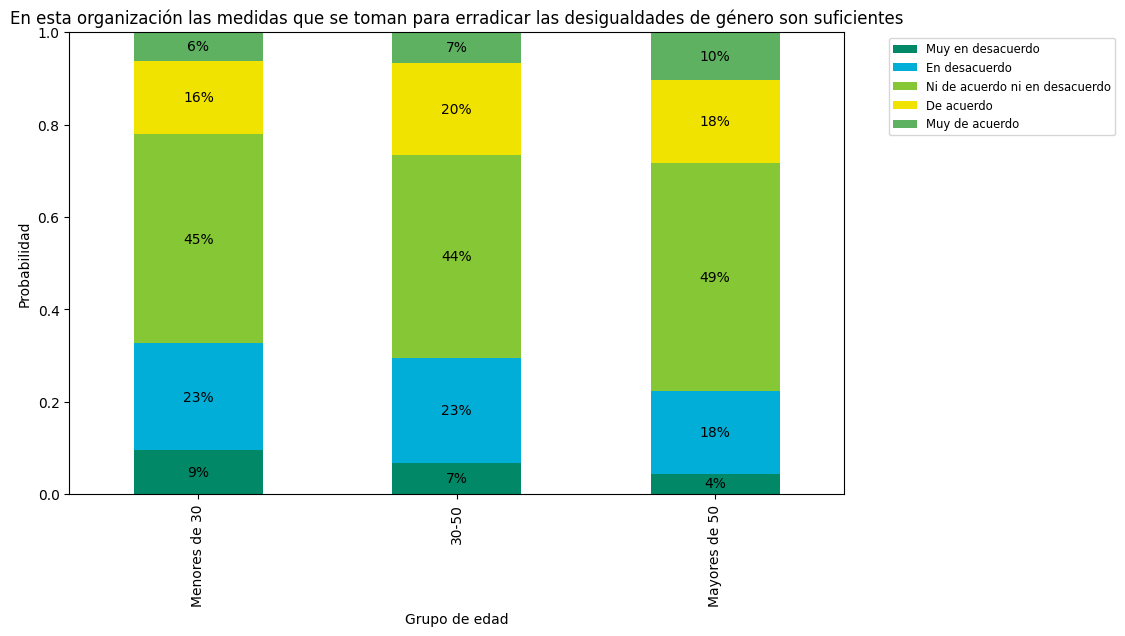 En esta organización las medidas que se toman para erradicar las desigualdades de género son suficientes
1.0
0.8
0.6
0.4
0.2
0.0
Probabilidad
6%
16%
45%
23%
9%
7%
20%
44%
23%
7%
10%
18%
49%
18%
4%
Menores de 30
30-50
Mayores de 50
Grupo de edad
Muy en desacuerdo
En desacuerdo
Ni de acuerdo ni en desacuerdo
De acuerdo
Muy de acuerdo